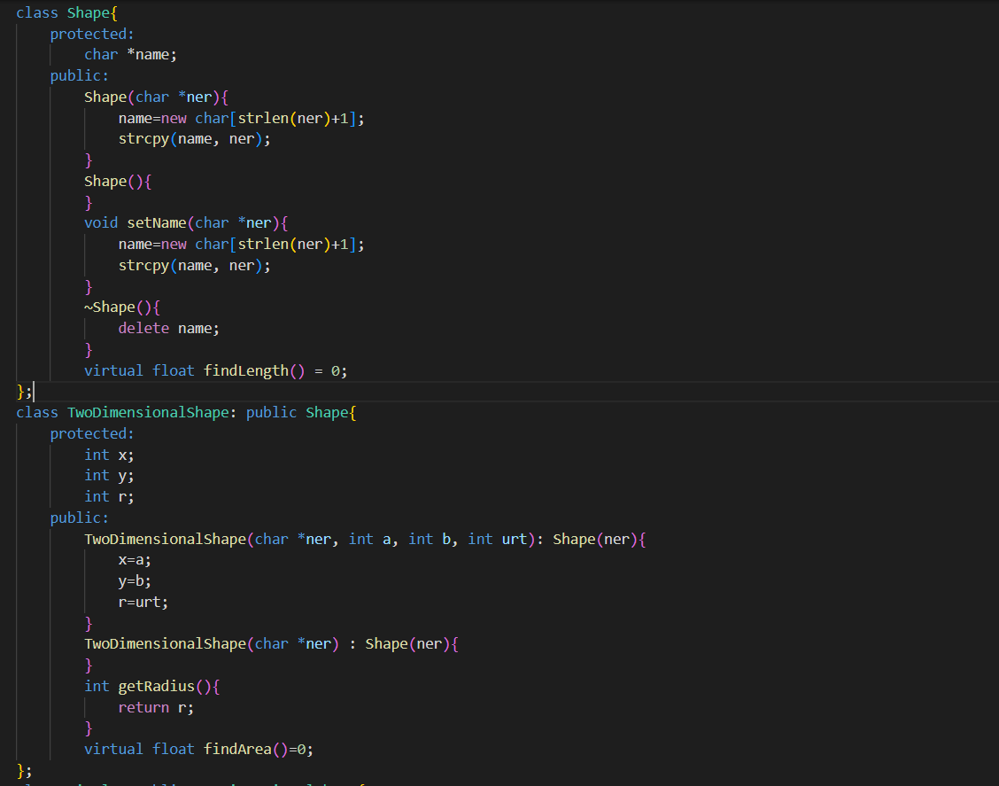 class Shape{
    protected:
        char *name;
    public:
        Shape(char *ner){
            name=new char[strlen(ner)+1];
            strcpy(name, ner);
        }
        Shape(){
        }
        void setName(char *ner){
            name=new char[strlen(ner)+1];
            strcpy(name, ner);
        }
        ~Shape(){
            delete name;
        }
        virtual float findLength() = 0;
};
class TwoDimensionalShape: public Shape{
    protected:
        int x;
        int y;
        int r;
    public:
        TwoDimensionalShape(char *ner, int a, int b, int urt): Shape(ner){
            x=a;
            y=b;
            r=urt;
        }
        TwoDimensionalShape(char *ner) : Shape(ner){
        }
        int getRadius(){
            return r;
        }
        virtual float findArea()=0;
};